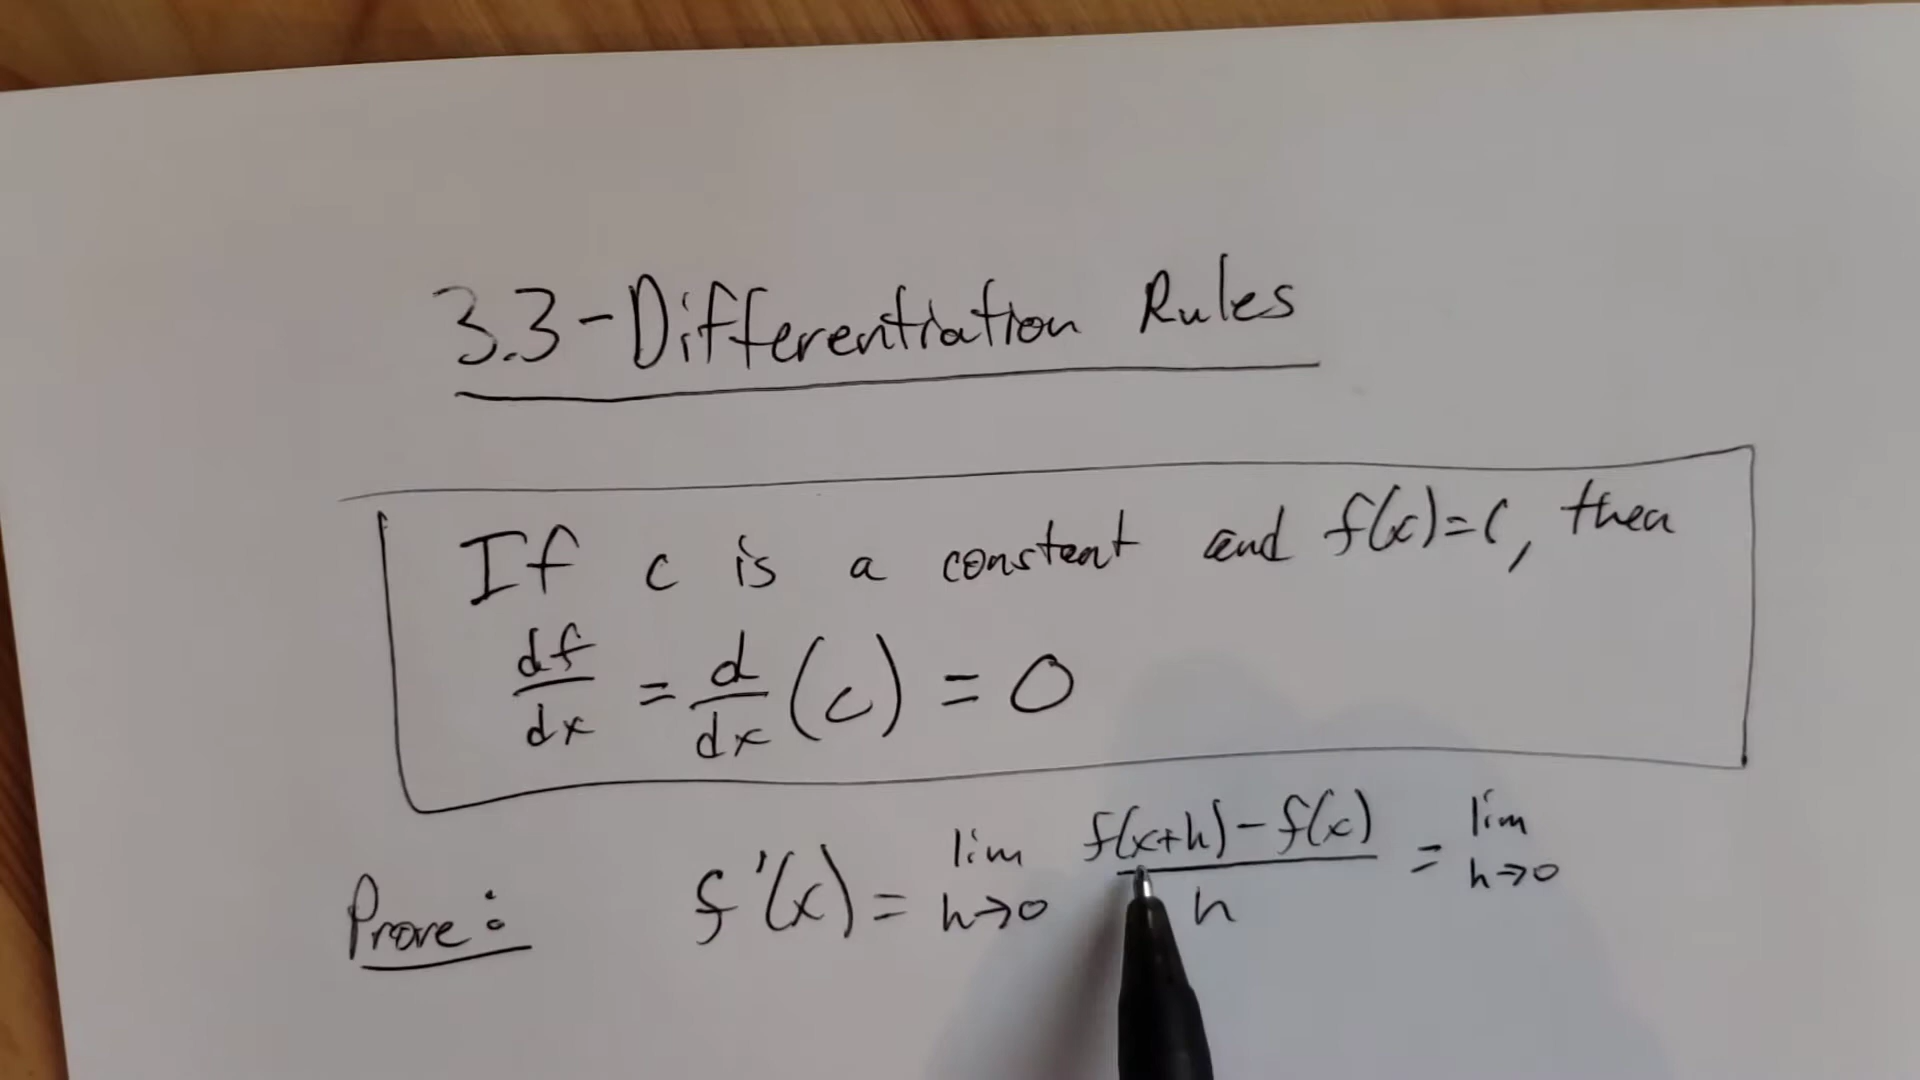 3.3-Differentiation Rules
If c is a constant and f(x)=c, then
df/dx = d/dx (c) = 0
Prove: f'(x) = lim h→0 f(x+h)-f(x)/h = lim h→0